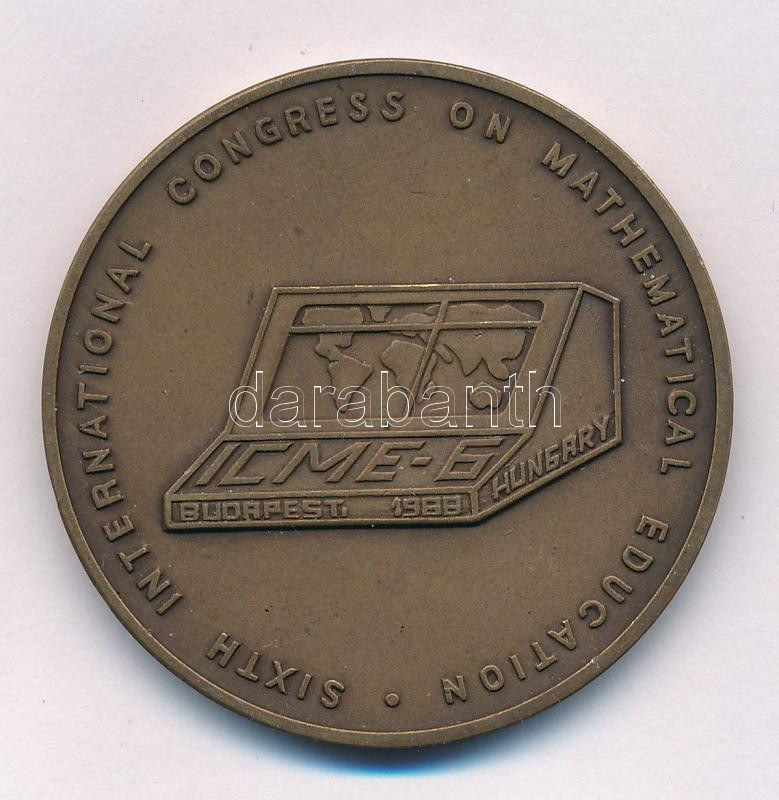 SIXTH INTERNATIONAL CONGRESS ON MATHEMATICAL EDUCATION •
ICME-6
BUDAPEST, 1988
HUNGARY
darabanth